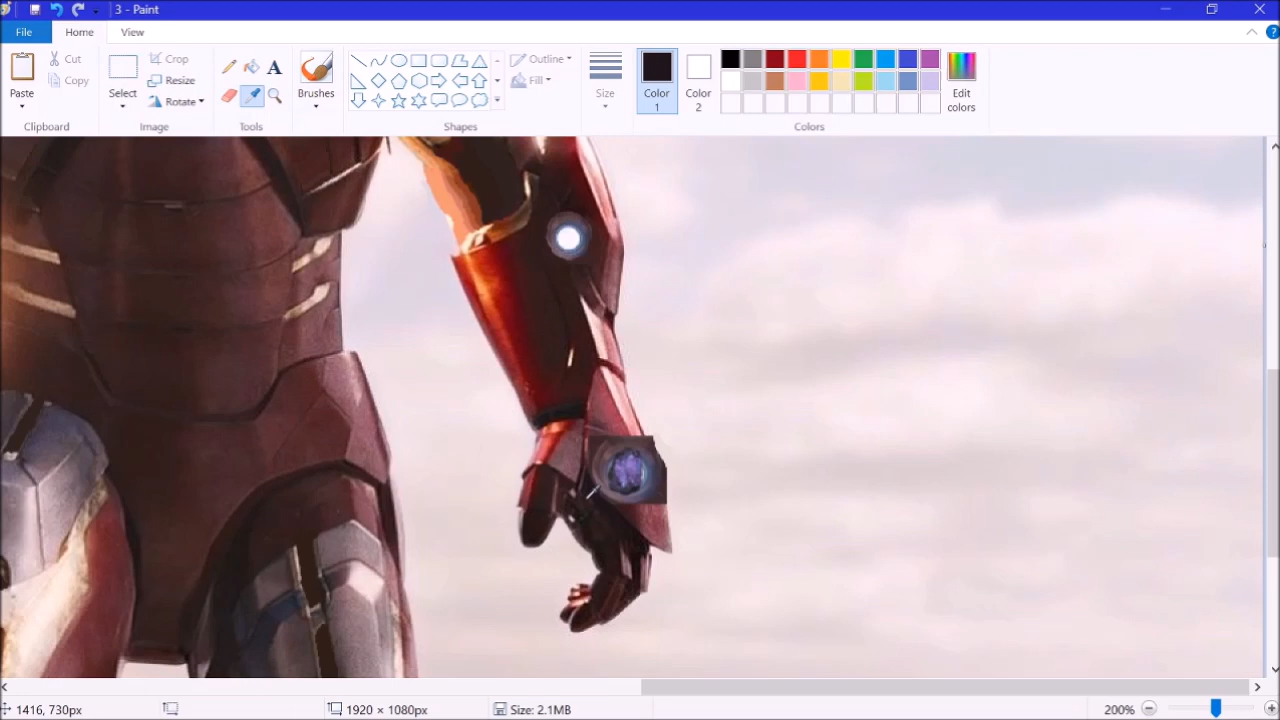 3 - Paint
File
Home
View
Paste
Cut
Copy
Clipboard
Select
Crop
Resize
Rotate
Image
A
Tools
Brushes
Shapes
Outline
Fill
Size
Color
1
Color
2
Edit
colors
Colors
1416, 730px
1920 × 1080px
Size: 2.1MB
200%